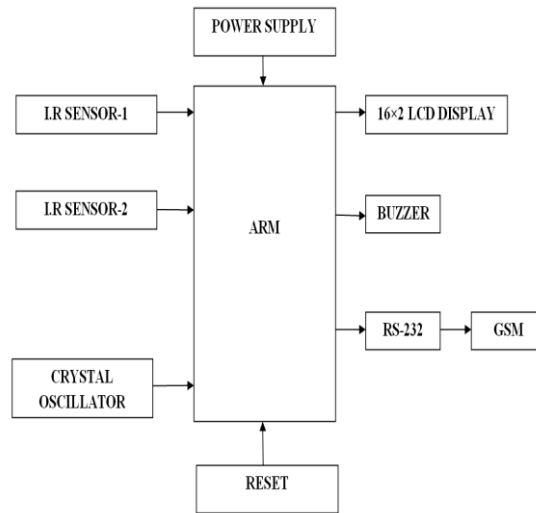 POWER SUPPLY
I.R SENSOR-1
16×2 LCD DISPLAY
I.R SENSOR-2
ARM
BUZZER
RS-232
GSM
CRYSTAL
OSCILLATOR
RESET